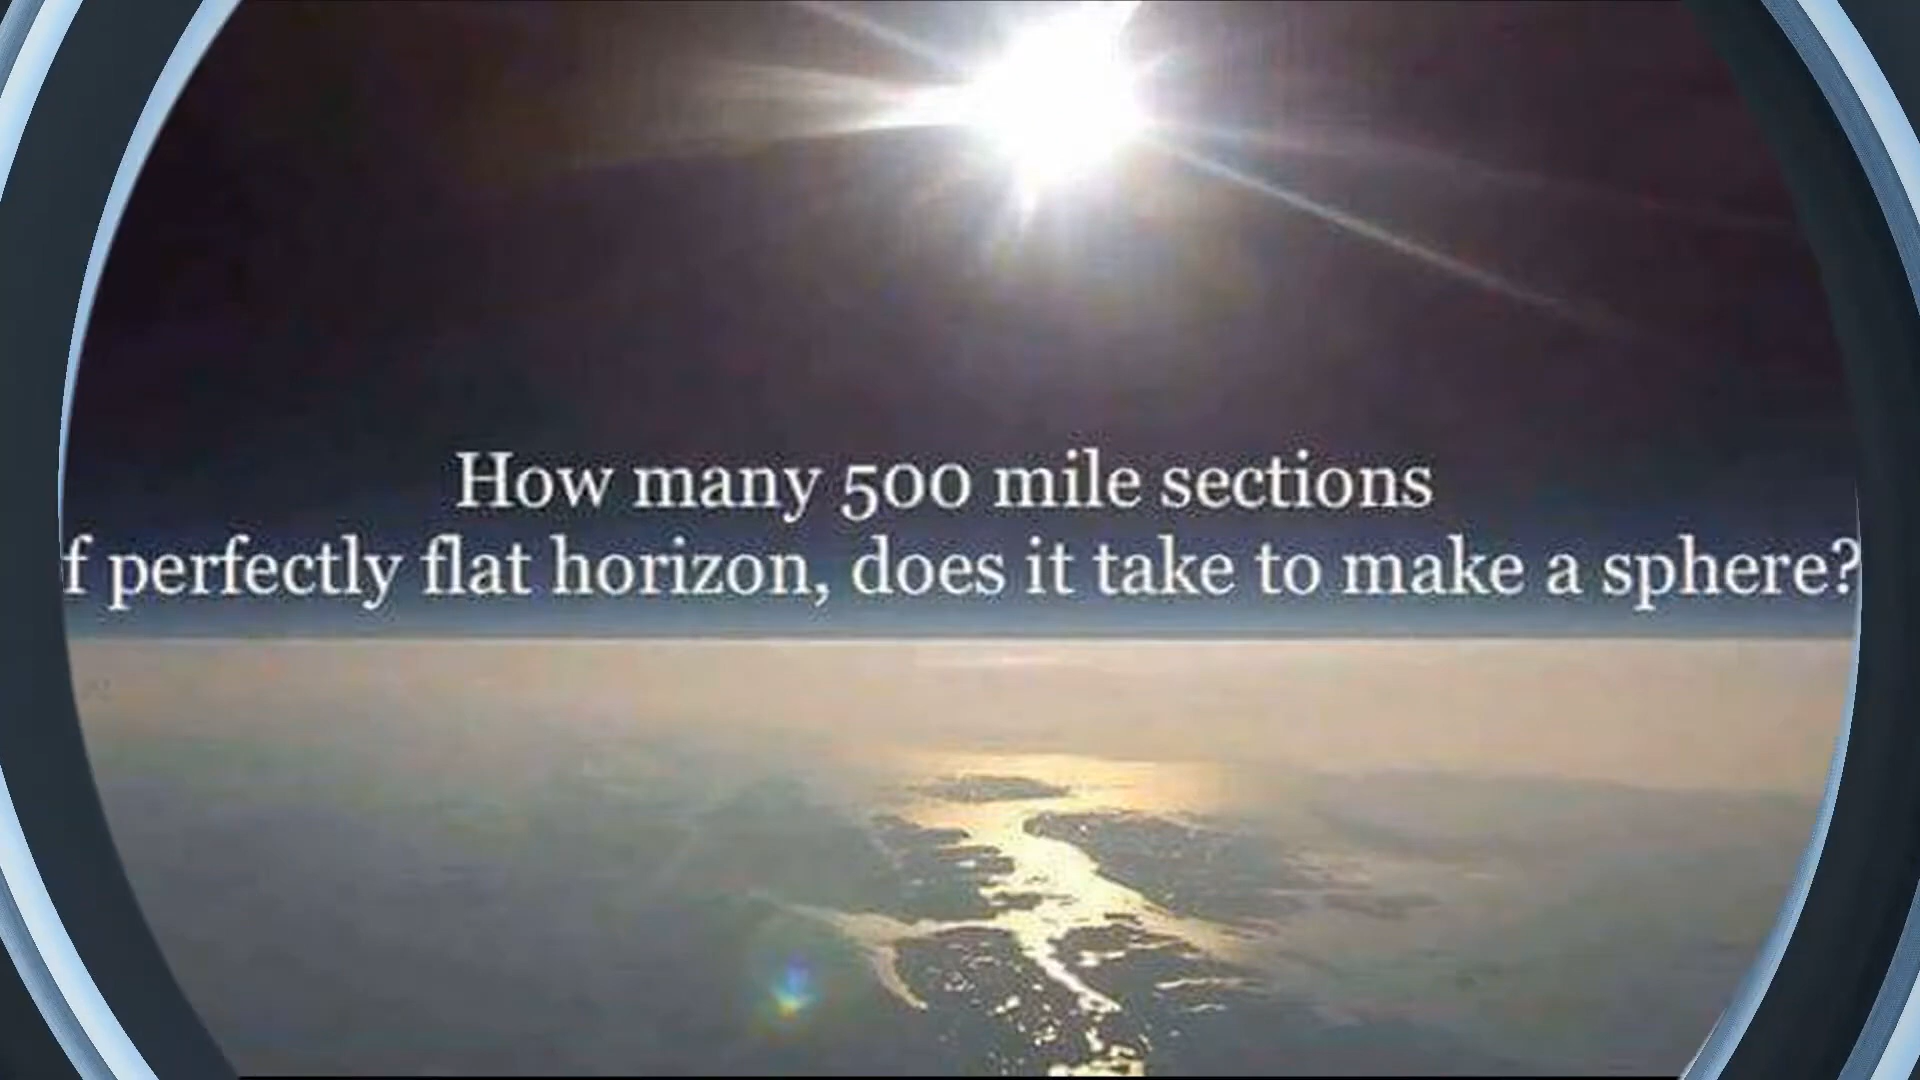 How many 500 mile sections
f perfectly flat horizon, does it take to make a sphere?